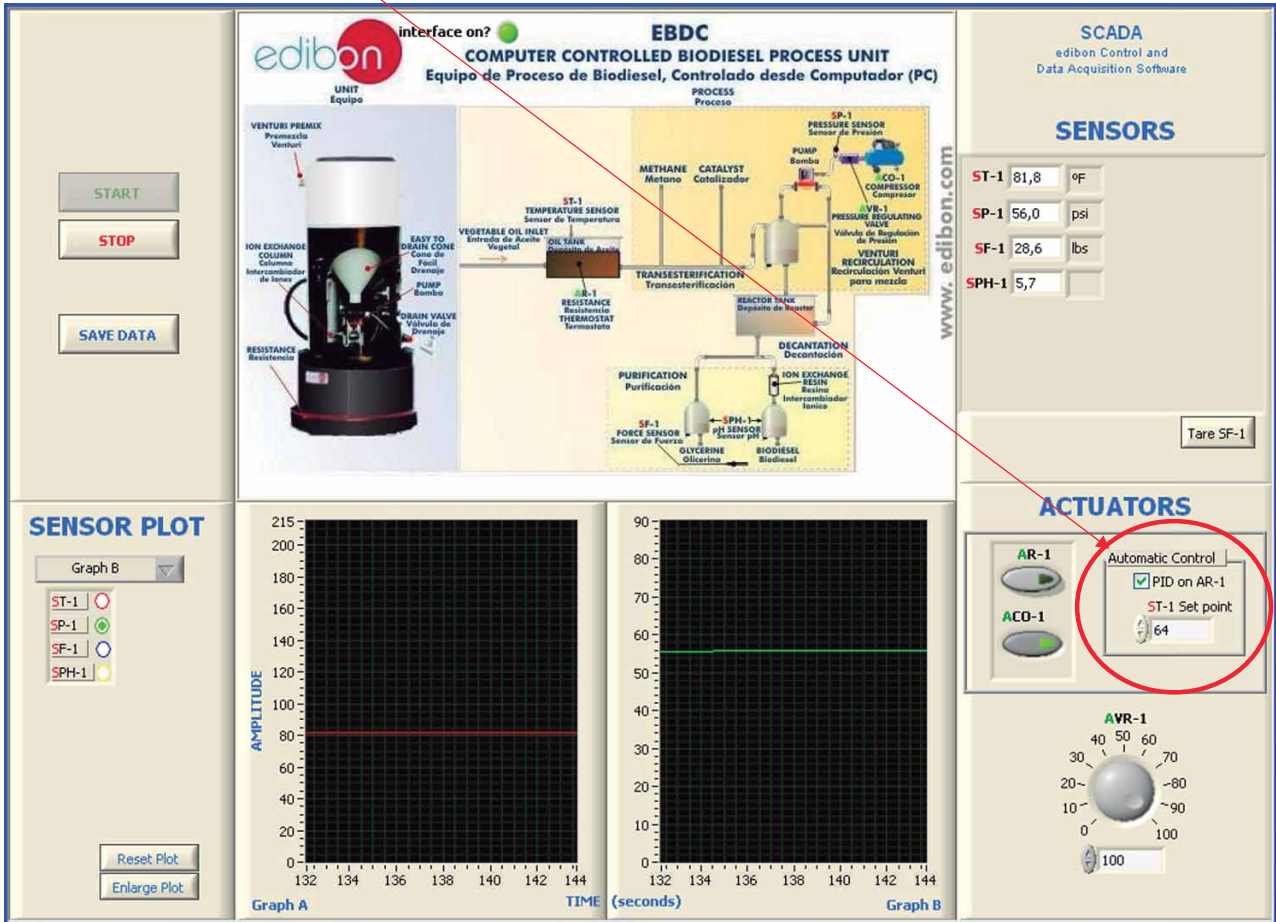 START
STOP
SAVE DATA
edibon
interface on?
EBDC
COMPUTER CONTROLLED BIODIESEL PROCESS UNIT
Equipo de Proceso de Biodiesel, Controlado desde Computador (PC)
UNIT
Equipo
VENTURI PREMIX
Premezcla
Venturi
ION EXCHANGE
COLUMN
Columna
Intercambiador
de Iones
EASY TO
DRAIN CONE
Cono de
Fácil
Drenaje
PUMP
Bomba
DRAIN VALVE
Válvula de
Drenaje
RESISTANCE
Resistencia
PROCESS
Proceso
SP-1
PRESSURE SENSOR
Sensor de Presión
PUMP
Bomba
ACO-1
COMPRESSOR
Compresor
AVR-1
PRESSURE REGULATING
VALVE
Válvula de Regulación
de Presión
VENTURI
RECIRCULATION
Recirculación Venturi
para mezcla
METHANE
Metano
CATALYST
Catalizador
ST-1
TEMPERATURE SENSOR
Sensor de Temperatura
VEGETABLE OIL INLET
Entrada de Aceite
Vegetal
OIL TANK
Depósito de Aceite
TRANSESTERIFICATION
Transesterificación
AR-1
RESISTANCE
Resistencia
THERMOSTAT
Termostato
REACTOR TANK
Depósito de Reactor
DECANTATION
Decantación
PURIFICATION
Purificación
ION EXCHANGE
RESIN
Resina
Intercambiador
Ionico
SF-1
FORCE SENSOR
Sensor de Fuerza
SPH-1
pH SENSOR
Sensor pH
GLYCERINE
Glicerina
BIODIESEL
Biodiesel
www. edibon.com
SCADA
edibon Control and
Data Acquisition Software
SENSORS
ST-1 81,8 ºF
SP-1 56,0 psi
SF-1 28,6 lbs
SPH-1 5,7
Tare SF-1
SENSOR PLOT
Graph B
ST-1
SP-1
SF-1
SPH-1
Reset Plot
Enlarge Plot
AMPLITUDE
215
200
180
160
140
120
100
80
60
40
20
0
132 134 136 138 140 142 144
Graph A
TIME (seconds)
90
80
70
60
50
40
30
20
10
0
132 134 136 138 140 142 144
Graph B
ACTUATORS
AR-1
ACO-1
Automatic Control
PID on AR-1
ST-1 Set point
64
AVR-1
0 10 20 30 40 50 60 70 80 90 100
100